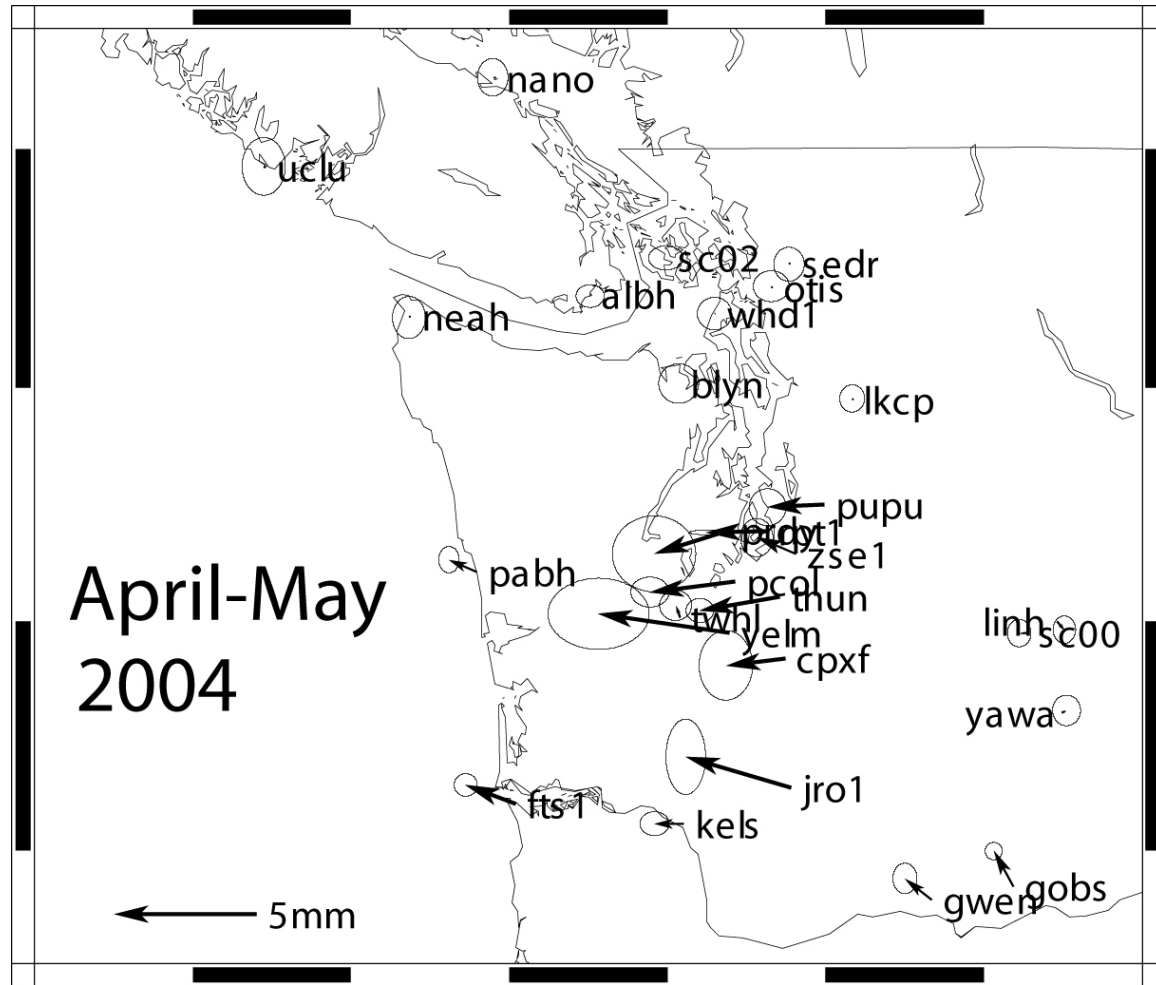 nano
uclu
sc02
sedr
otis
albh
whd1
neah
blyn
lkcp
pupu
zse1
pabh
pcol
thun
twhl
yelm
linh
sc00
April-May
2004
cpxf
yawa
jro1
fts1
kels
gobs
gwen
5mm